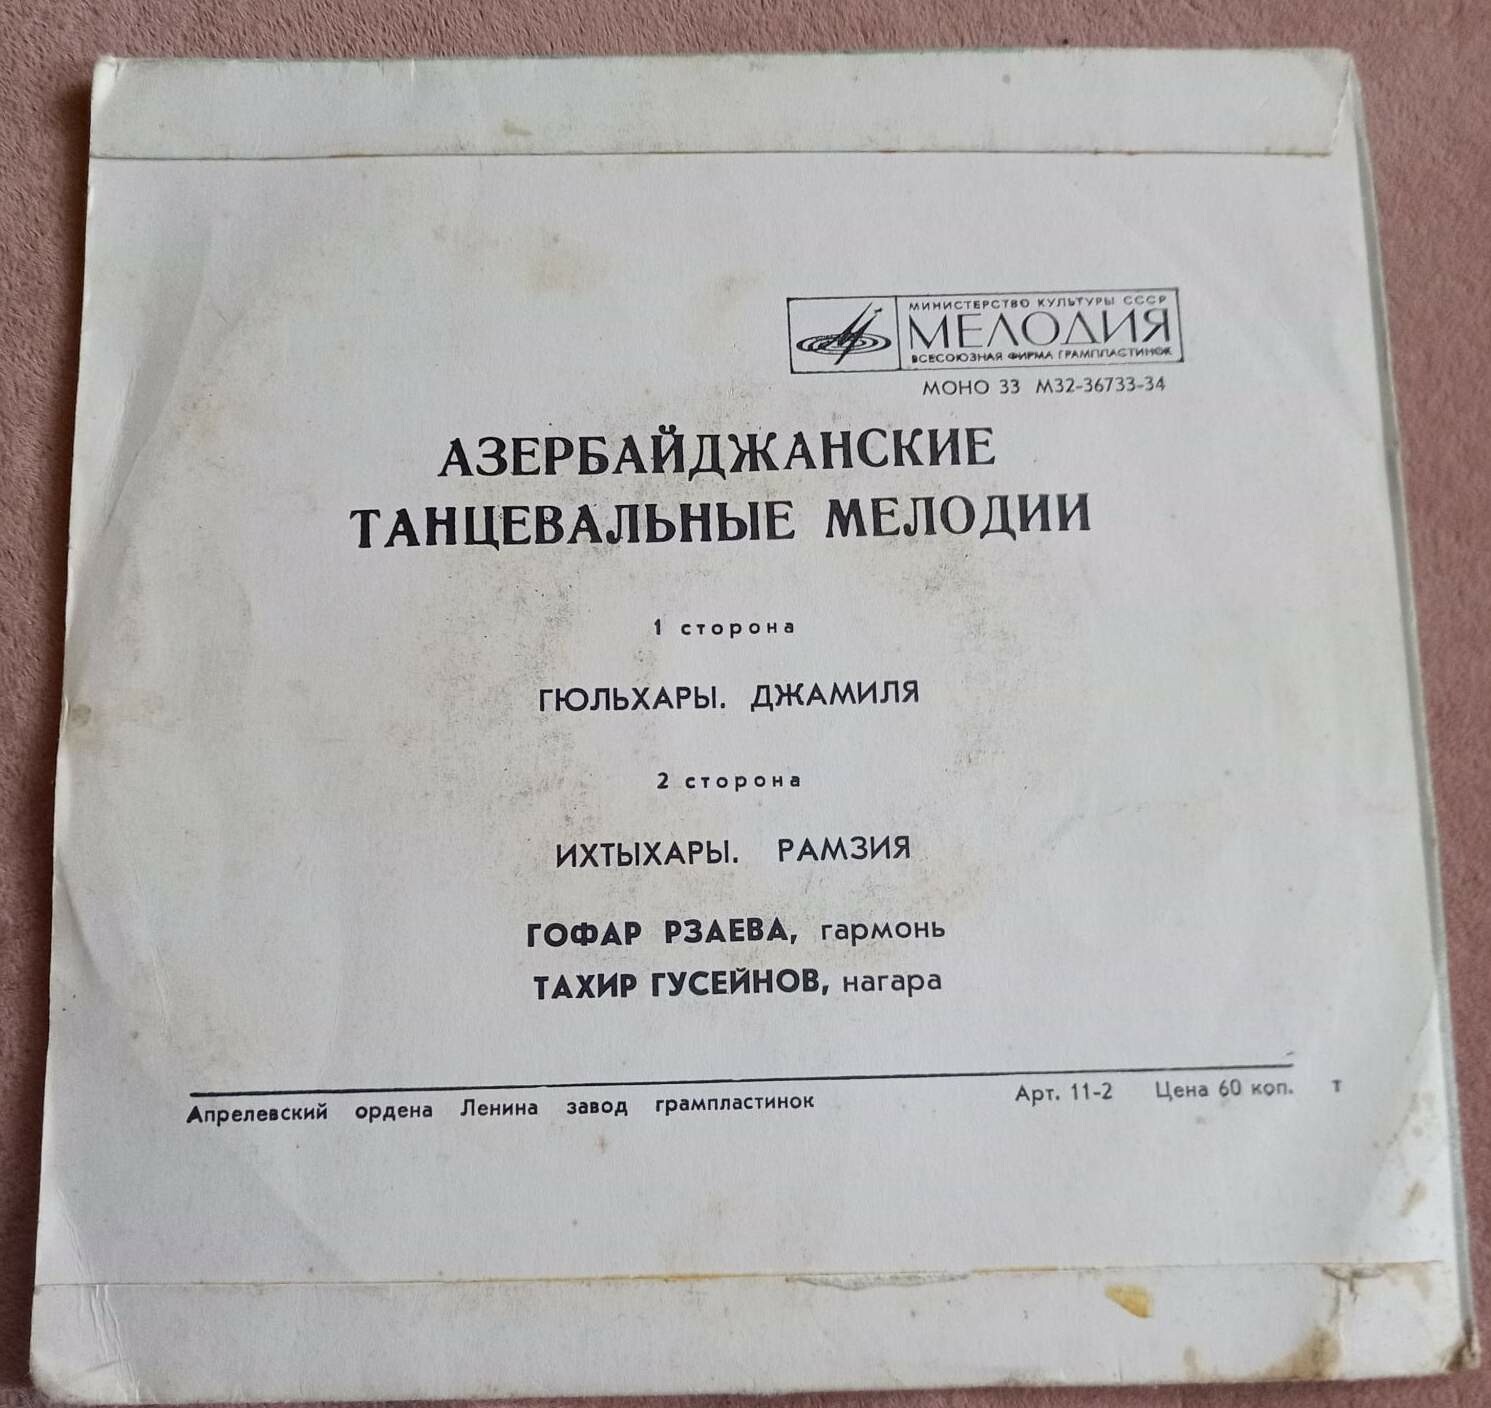 МИНИСТЕРСТВО КУЛЬТУРЫ СССР
МЕЛОДИЯ
ВСЕСОЮЗНАЯ ФИРМА ГРАМПЛАСТИНОК
МОНО 33 М32-36733-34
АЗЕРБАЙДЖАНСКИЕ
ТАНЦЕВАЛЬНЫЕ МЕЛОДИИ
1 сторона
ГЮЛЬХАРЫ. ДЖАМИЛЯ
2 сторона
ИХТЫХАРЫ. РАМЗИЯ
ГОФАР РЗАЕВА, гармонь
ТАХИР ГУСЕЙНОВ, нагара
Апрелевский ордена Ленина завод грампластинок Арт. 11-2 Цена 60 коп. т